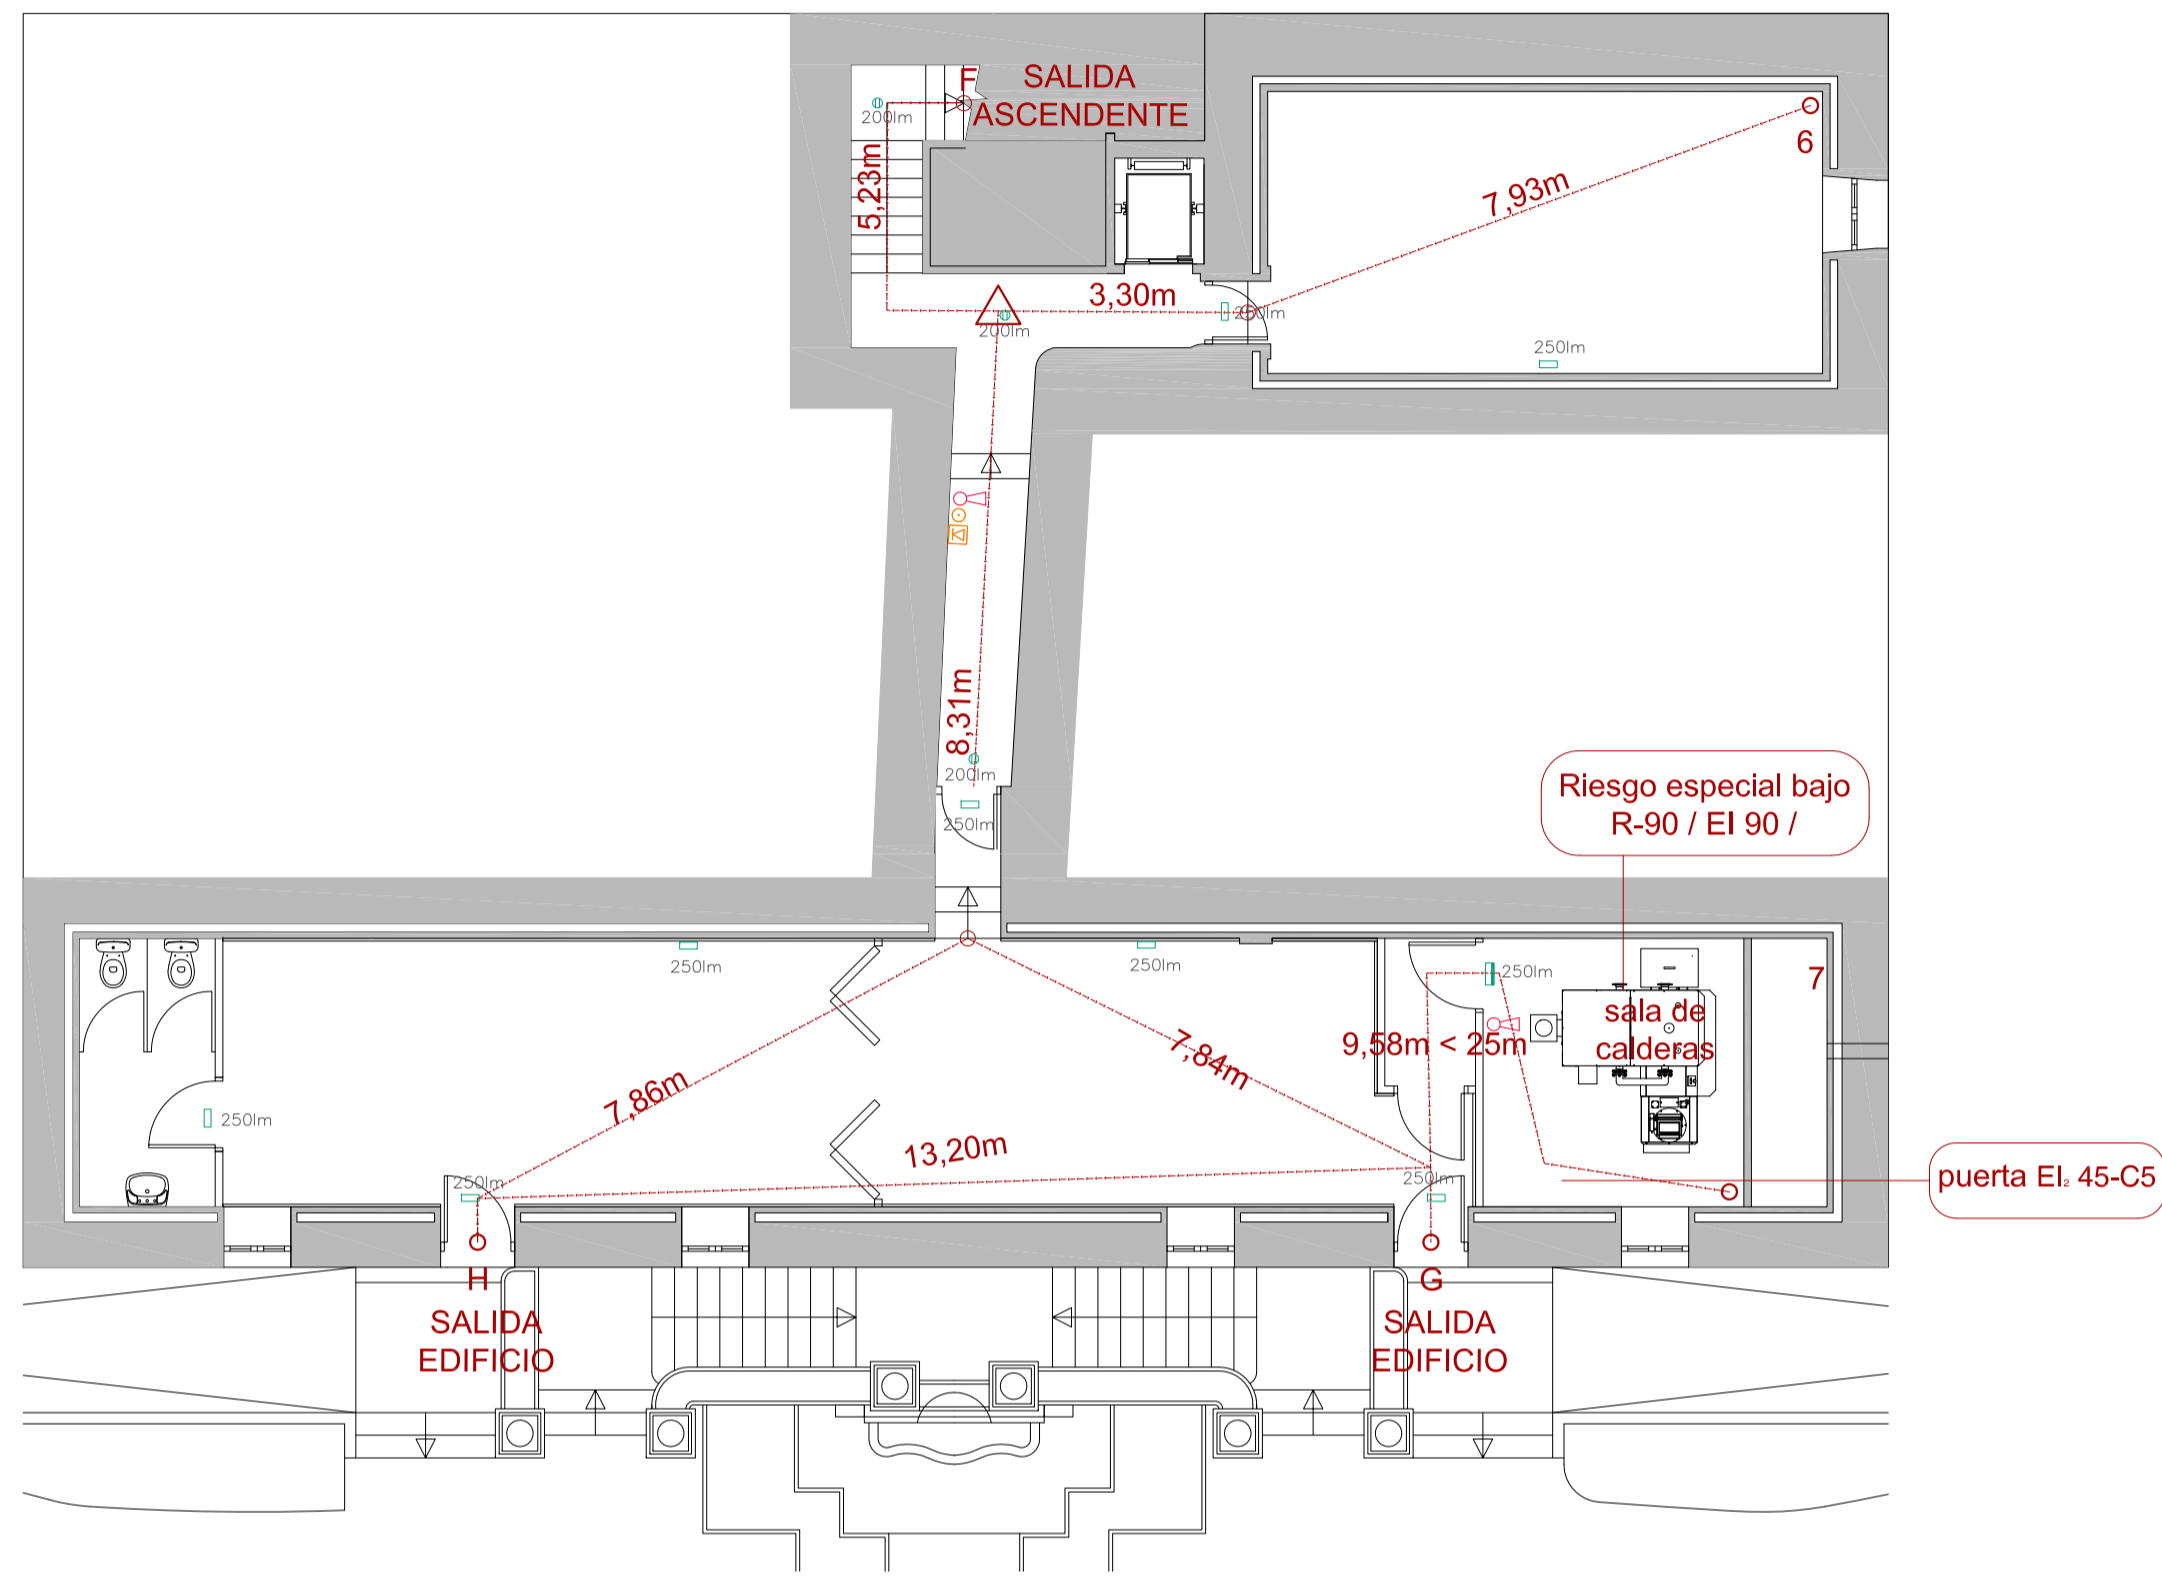 F
SALIDA
ASCENDENTE
200lm
6
5,23m
7,93m
3,30m
250lm
200lm
250lm
8,31m
200lm
250lm
Riesgo especial bajo
R-90 / EI 90 /
250lm
250lm
250lm
7
sala de
calderas
9,58m < 25m
7,84m
7,86m
250lm
13,20m
250lm
250lm
puerta EI₂ 45-C5
H
SALIDA
EDIFICIO
G
SALIDA
EDIFICIO